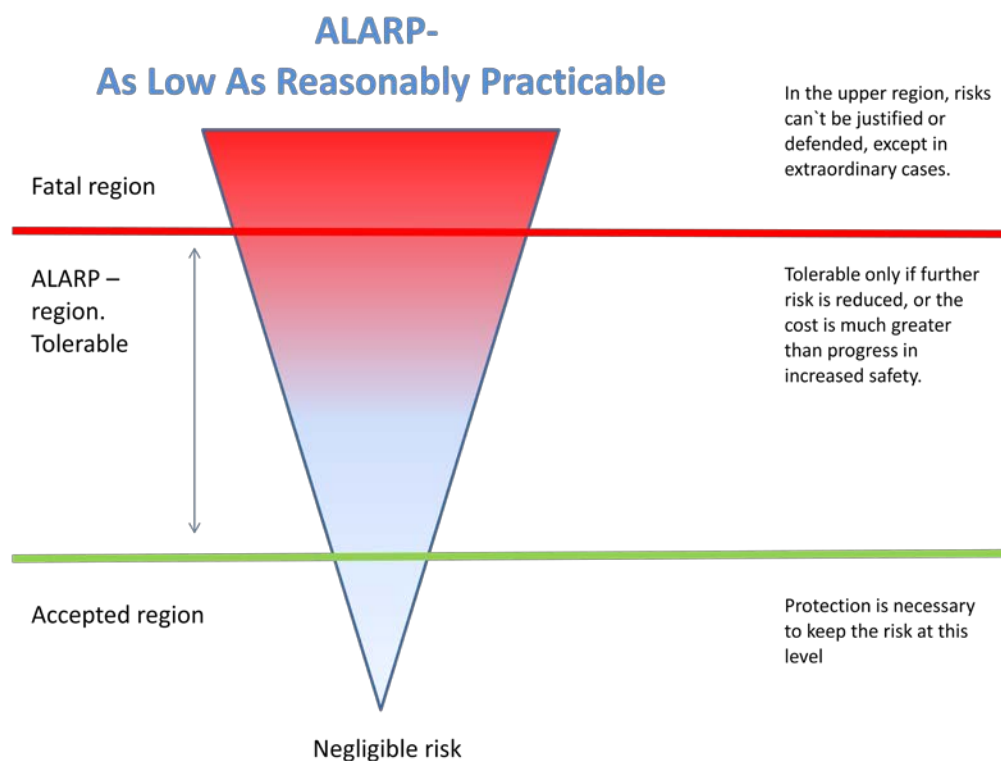 ALARP-
As Low As Reasonably Practicable
In the upper region, risks
can`t be justified or
defended, except in
extraordinary cases.
Fatal region
ALARP –
region.
Tolerable
Tolerable only if further
risk is reduced, or the
cost is much greater
than progress in
increased safety.
Accepted region
Protection is necessary
to keep the risk at this
level
Negligible risk